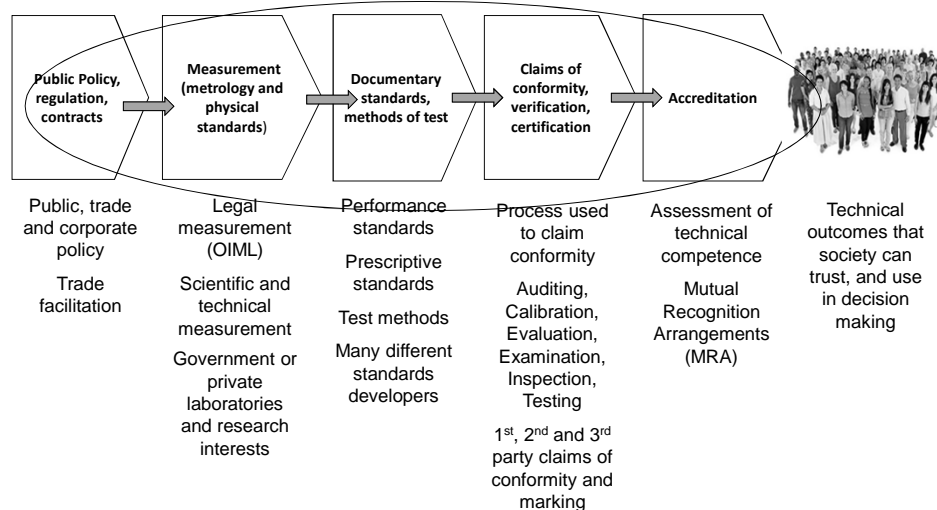 Public Policy,
regulation,
contracts
Measurement
(metrology and
physical
standards)
Documentary
standards,
methods of test
Claims of
conformity,
verification,
certification
Accreditation
Public, trade
and corporate
policy
Trade
facilitation
Legal
measurement
(OIML)
Scientific and
technical
measurement
Government or
private
laboratories
and research
interests
Performance
standards
Prescriptive
standards
Test methods
Many different
standards
developers
Process used
to claim
conformity
Auditing,
Calibration,
Evaluation,
Examination,
Inspection,
Testing
1st, 2nd and 3rd
party claims of
conformity and
marking
Assessment of
technical
competence
Mutual
Recognition
Arrangements
(MRA)
Technical
outcomes that
society can
trust, and use
in decision
making